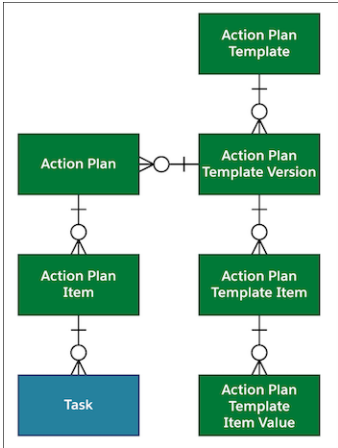 Action Plan
Template
Action Plan
Action Plan
Template Version
Action Plan
Item
Action Plan
Template Item
Task
Action Plan
Template
Item Value